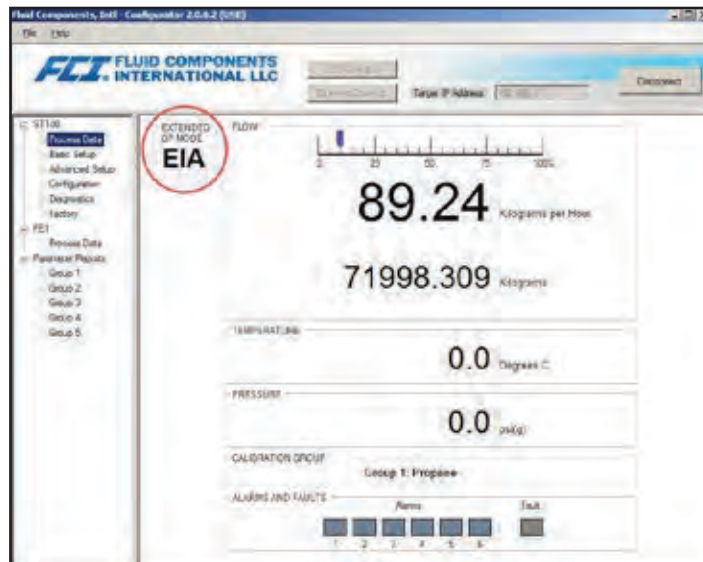 Fluid Components, Intl - Configurator 2.0.6.2 (USB)
File Help
FCI. FLUID COMPONENTS
INTERNATIONAL LLC
Target IP Address
Disconnect
ST100
Process Data
Basic Setup
Advanced Setup
Configuration
Diagnostics
Factory
FE1
Process Data
Parameter Reports
Group 1
Group 2
Group 3
Group 4
Group 5
EXTENDED
OP MODE
EIA
FLOW
0 25 50 75 100%
89.24 Kilograms per Hour
71998.309 Kilograms
TEMPERATURE
0.0 Degrees C
PRESSURE
0.0 psi(g)
CALIBRATION GROUP
Group 1: Propane
ALARMS AND FAULTS
Alarms Fault
1 2 3 4 5 6